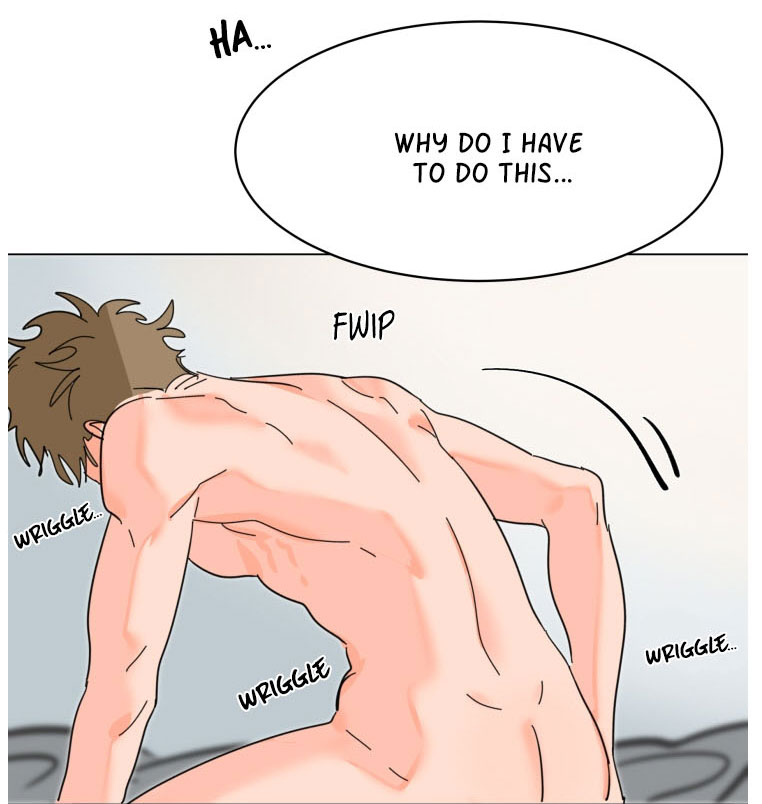 HA...
WHY DO I HAVE
TO DO THIS...
FWIP
WRIGGLE...
WRIGGLE...
WRIGGLE